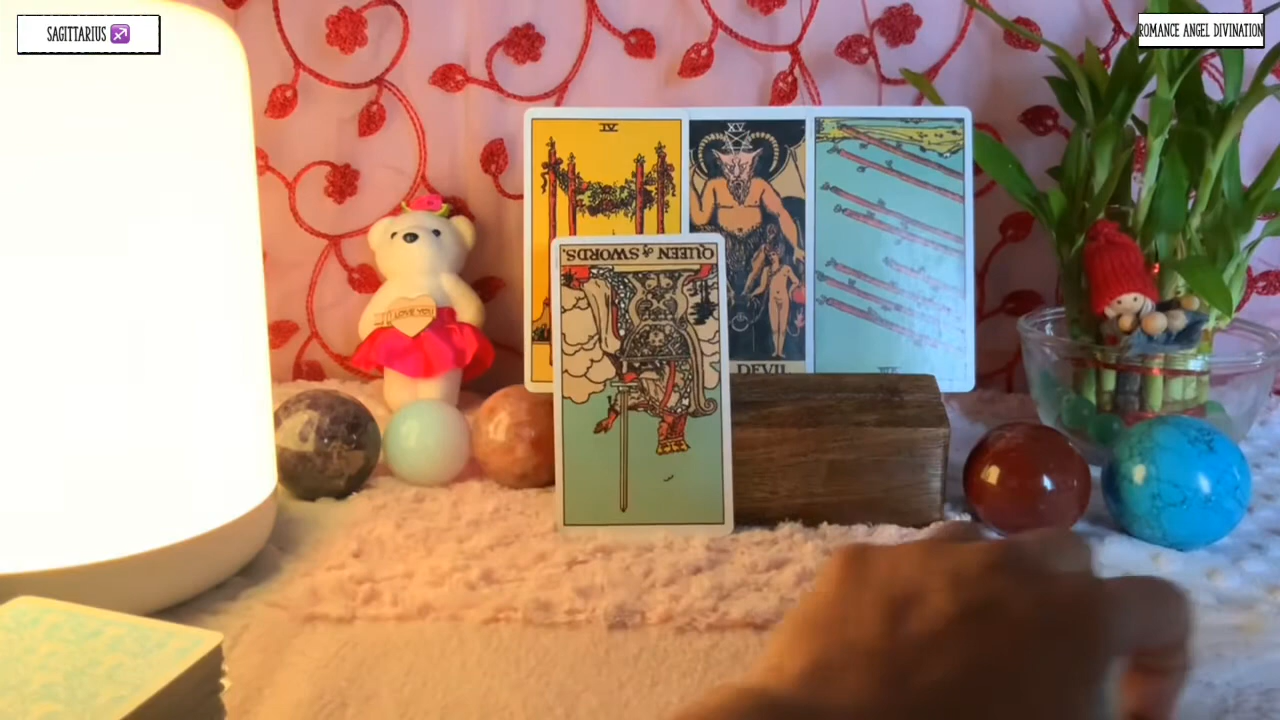 SAGITTARIUS ♐
ROMANCE ANGEL DIVINATION
XV
IV
QUEEN of SWORDS.
DEVIL